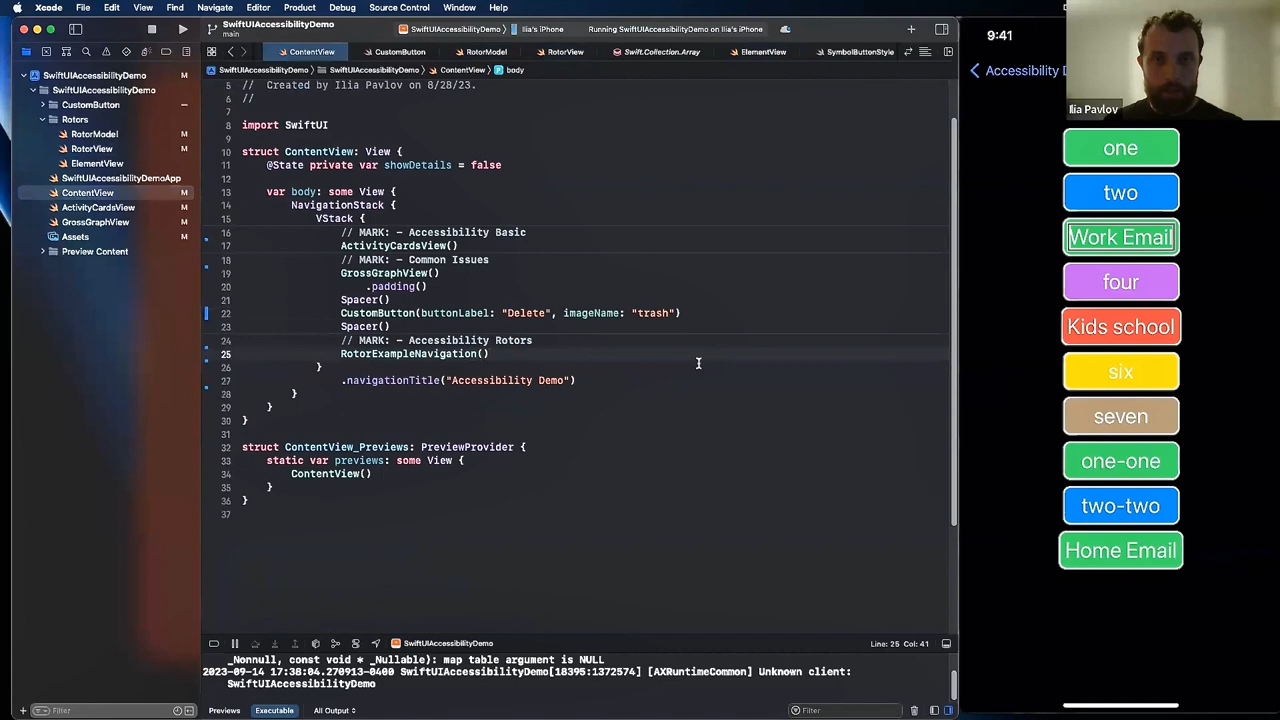 Xcode File Edit View Find Navigate Editor Product Debug Source Control Window Help
SwiftUIAccessibilityDemo
main
SwiftUIAccessibilityDemo
Ilia's iPhone
Running SwiftUIAccessibilityDemo on Ilia's iPhone
ContentView CustomButton RotorModel RotorView Swift.Collection.Array ElementView SymbolButtonStyle
SwiftUIAccessibilityDemo SwiftUIAccessibilityDemo ContentView body
SwiftUIAccessibilityDemo M
SwiftUIAccessibilityDemo
CustomButton
Rotors
RotorModel M
RotorView M
ElementView
SwiftUIAccessibilityDemoApp
ContentView M
ActivityCardsView M
GrossGraphView M
Assets
Preview Content
5 // Created by Ilia Pavlov on 8/28/23.
6 //
7
8 import SwiftUI
9
10 struct ContentView: View {
11 @State private var showDetails = false
12
13 var body: some View {
14 NavigationStack {
15 VStack {
16 // MARK: - Accessibility Basic
17 ActivityCardsView()
18 // MARK: - Common Issues
19 GrossGraphView()
20 .padding()
21 Spacer()
22 CustomButton(buttonLabel: "Delete", imageName: "trash")
23 Spacer()
24 // MARK: - Accessibility Rotors
25 RotorExampleNavigation()
26 }
27 .navigationTitle("Accessibility Demo")
28 }
29 }
30 }
31
32 struct ContentView_Previews: PreviewProvider {
33 static var previews: some View {
34 ContentView()
35 }
36 }
37
SwiftUIAccessibilityDemo
Line: 25 Col: 41
_Nonnull, const void * _Nullable): map table argument is NULL
2023-09-14 17:38:04.270913-0400 SwiftUIAccessibilityDemo[18395:1372574] [AXRuntimeCommon] Unknown client:
SwiftUIAccessibilityDemo
Filter
Previews Executable All Output
Filter
9:41
Accessibility D
Ilia Pavlov
one
two
Work Email
four
Kids school
six
seven
one-one
two-two
Home Email